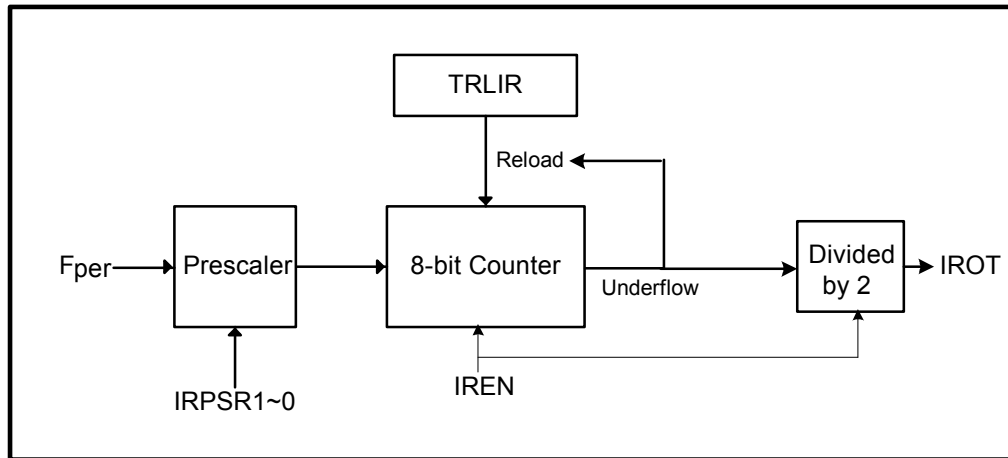 TRLIR
Reload
Fper
Prescaler
8-bit Counter
Underflow
Divided
by 2
IROT
IRPSR1~0
IREN